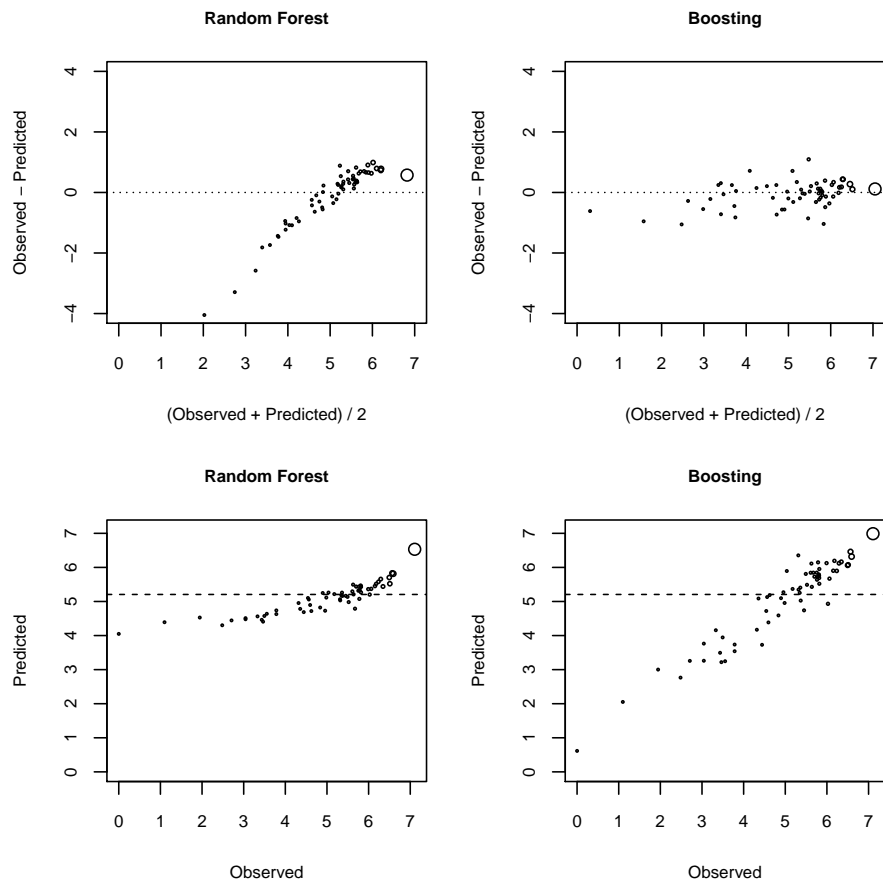 Random Forest
Observed − Predicted
4
2
0
−2
−4
0 1 2 3 4 5 6 7
(Observed + Predicted) / 2
Boosting
Observed − Predicted
4
2
0
−2
−4
0 1 2 3 4 5 6 7
(Observed + Predicted) / 2
Random Forest
Predicted
7
6
5
4
3
2
1
0
0 1 2 3 4 5 6 7
Observed
Boosting
Predicted
7
6
5
4
3
2
1
0
0 1 2 3 4 5 6 7
Observed